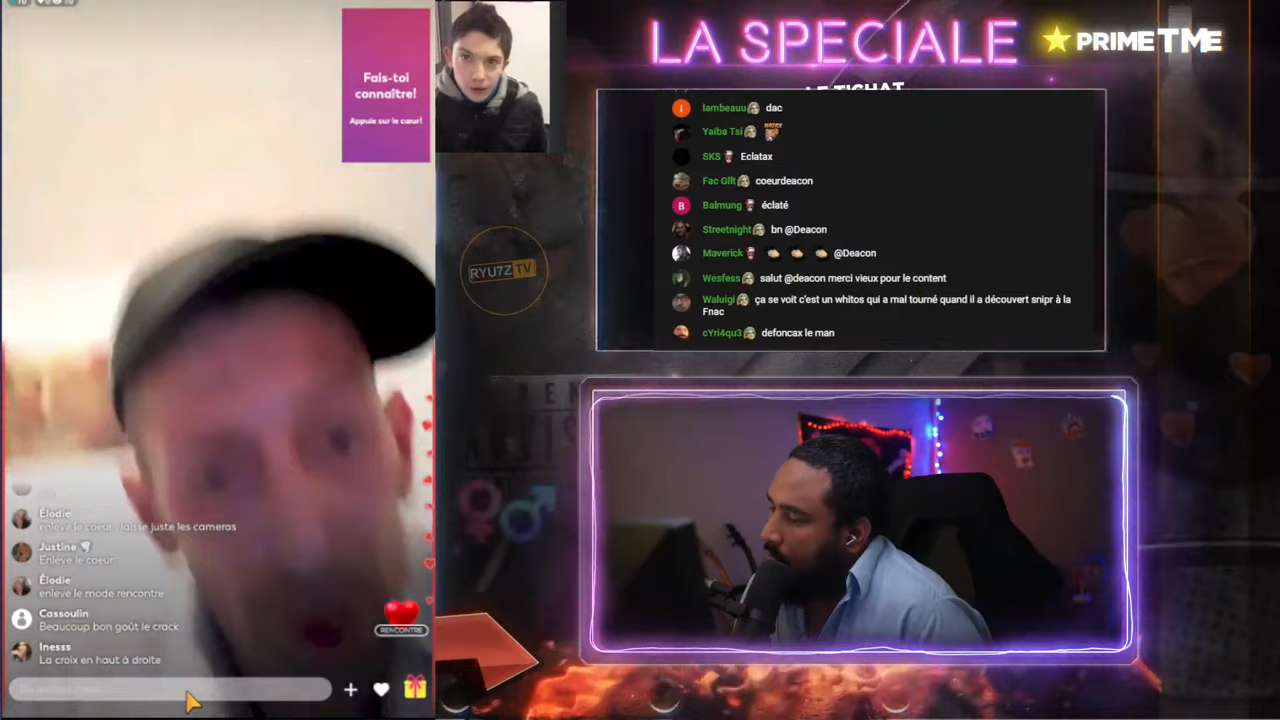 Fais-toi
connaître!
Appuie sur le cœur!
Élodie
enlève le coeur , laisse juste les cameras
Justine
Enlève le coeur
Élodie
enleve le mode rencontre
Cassoulin
Beaucoup bon goût le crack
Inesss
La croix en haut à droite
RENCONTRE
RYU7Z TV
LA SPECIALE
PRIMETME
LE TICHAT
lambeauu dac
Yaiba Tsi
SKS Eclatax
Fac Gllt coeurdeacon
B
Balmung éclaté
Streetnight bn @Deacon
Maverick @Deacon
Wesfess salut @deacon merci vieux pour le content
Waluigi ça se voit c'est un whitos qui a mal tourné quand il a découvert snipr à la
Fnac
cYri4qu3 defoncax le man